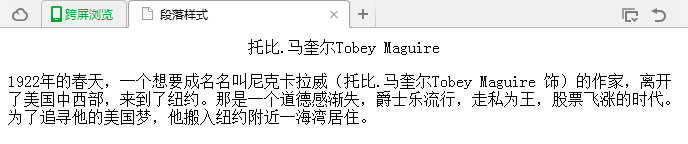 跨屏浏览 段落样式
托比.马奎尔Tobey Maguire
1922年的春天，一个想要成名名叫尼克卡拉威（托比.马奎尔Tobey Maguire 饰）的作家，离开
了美国中西部，来到了纽约。那是一个道德感渐失，爵士乐流行，走私为王，股票飞涨的时代。
为了追寻他的美国梦，他搬入纽约附近一海湾居住。